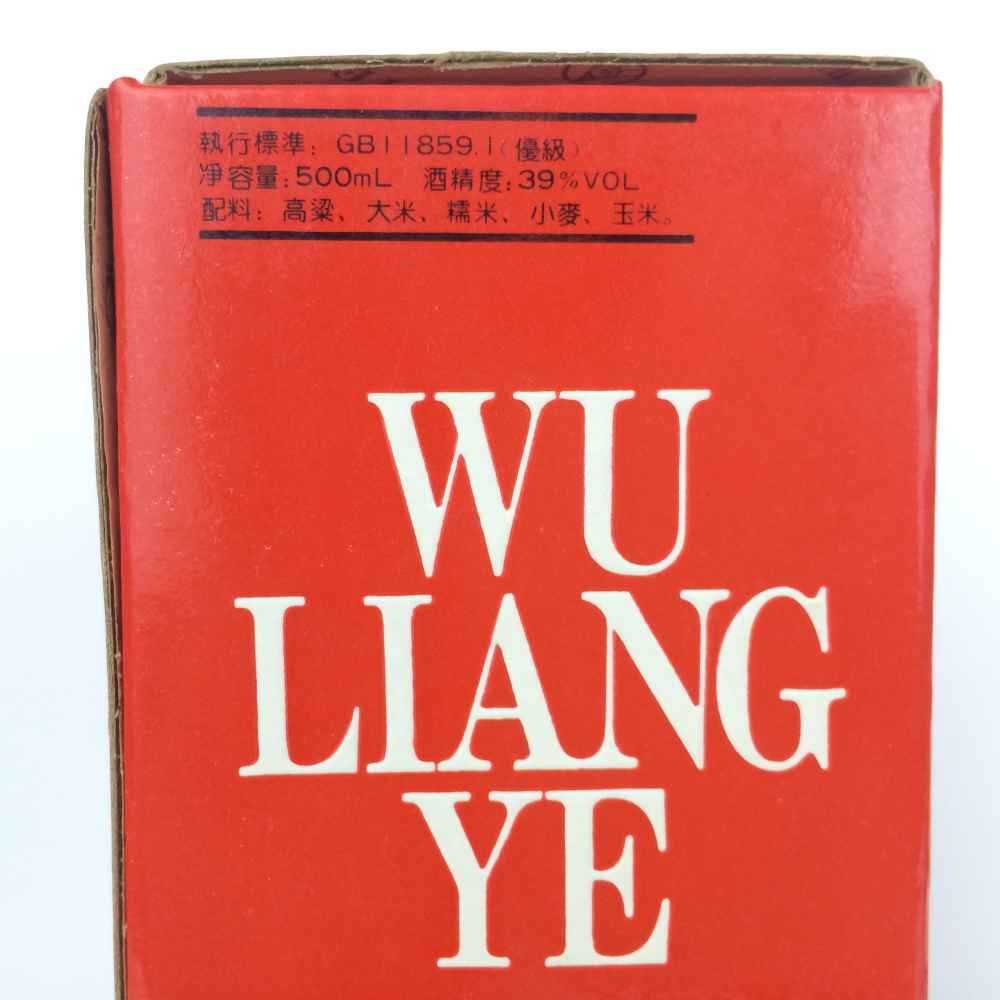 執行標準: GB11859.1(優級)
凈容量: 500mL 酒精度: 39%VOL
配料: 高粱、大米、糯米、小麥、玉米。
WU
LIANG
YE